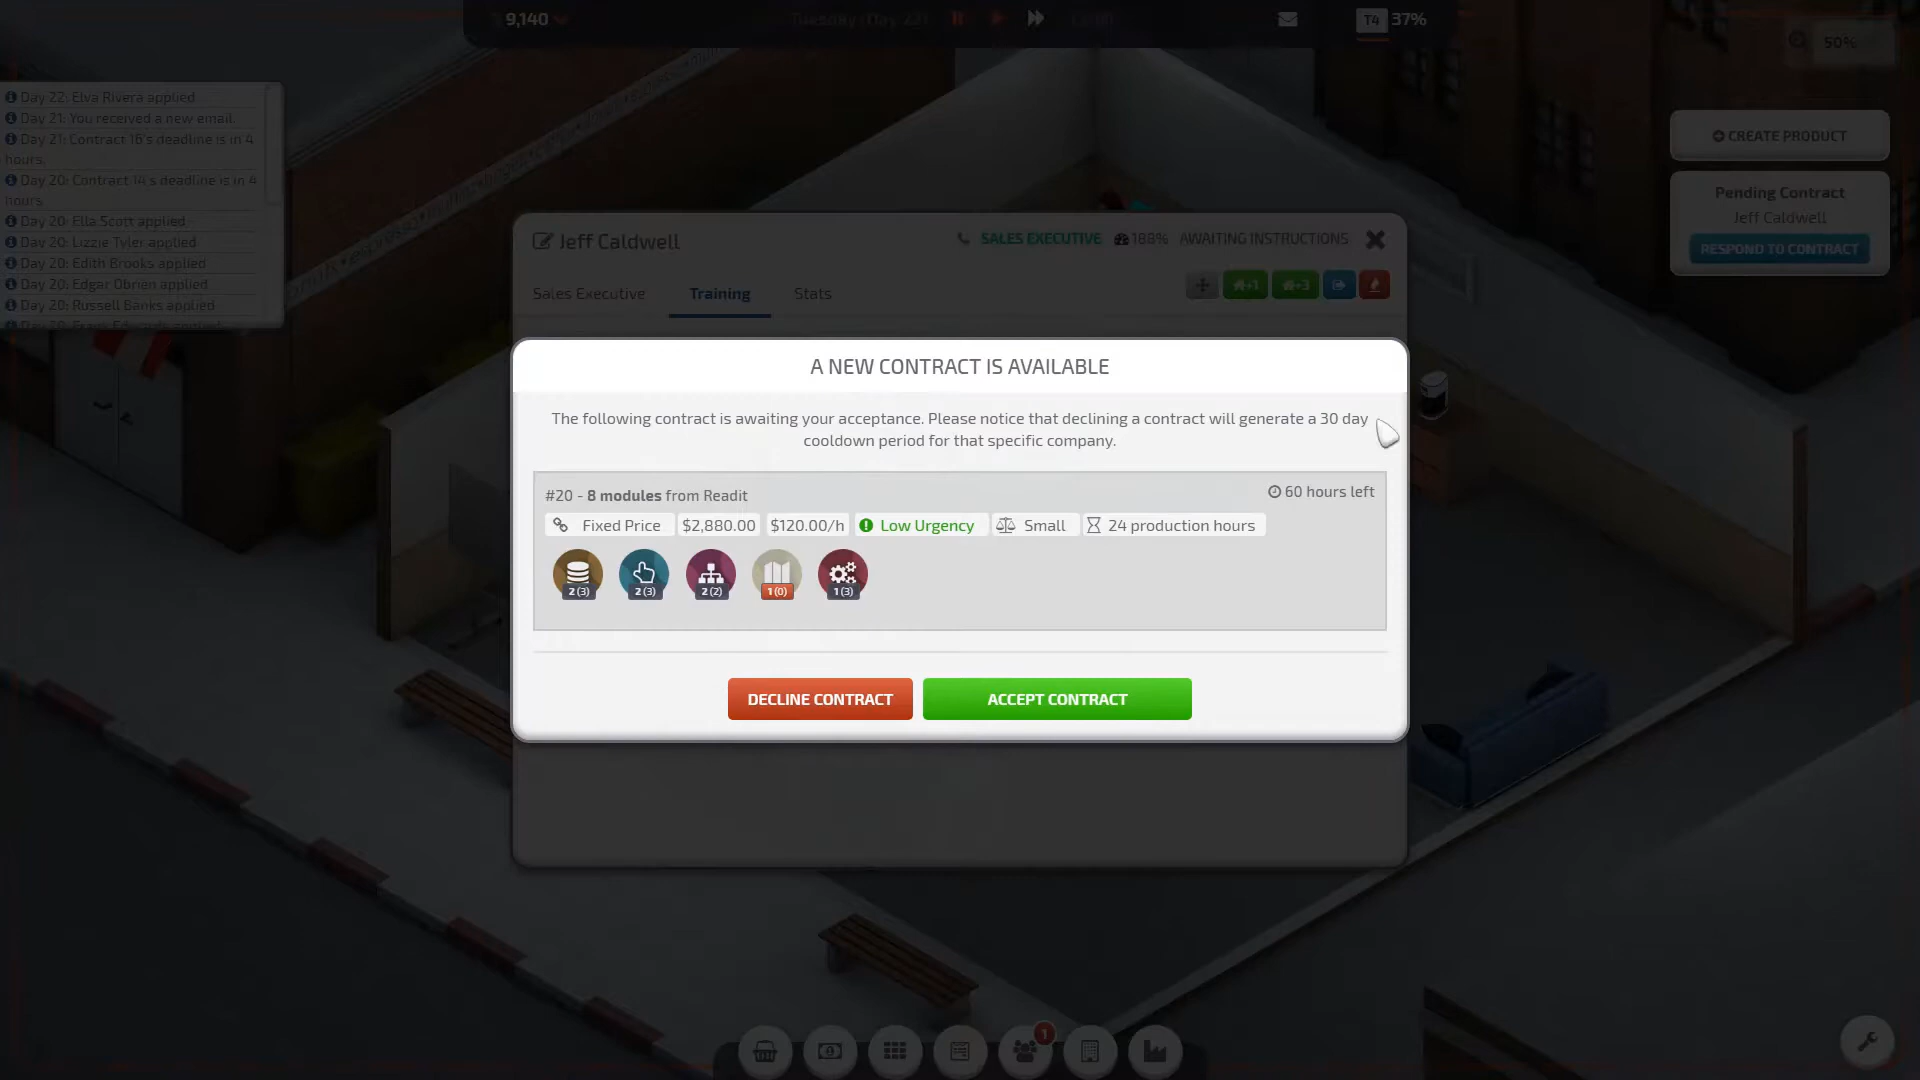 9,140
Tuesday (Day 22)
T4 37%
50%
Day 22: Elva Rivera applied
Day 21: You received a new email.
Day 21: Contract 16's deadline is in 4
hours.
Day 20: Contract 14's deadline is in 4
hours.
Day 20: Ella Scott applied
Day 20: Lizzie Tyler applied
Day 20: Edith Brooks applied
Day 20: Edgar Obrien applied
Day 20: Russell Banks applied
CREATE PRODUCT
Pending Contract
Jeff Caldwell
RESPOND TO CONTRACT
Jeff Caldwell
SALES EXECUTIVE 188% AWAITING INSTRUCTIONS
Sales Executive Training Stats
+1 +3
A NEW CONTRACT IS AVAILABLE
The following contract is awaiting your acceptance. Please notice that declining a contract will generate a 30 day
cooldown period for that specific company.
#20 - 8 modules from Readit
60 hours left
Fixed Price $2,880.00 $120.00/h Low Urgency Small 24 production hours
2 (3) 2 (3) 2 (2) 1 (0) 1 (3)
DECLINE CONTRACT ACCEPT CONTRACT
1